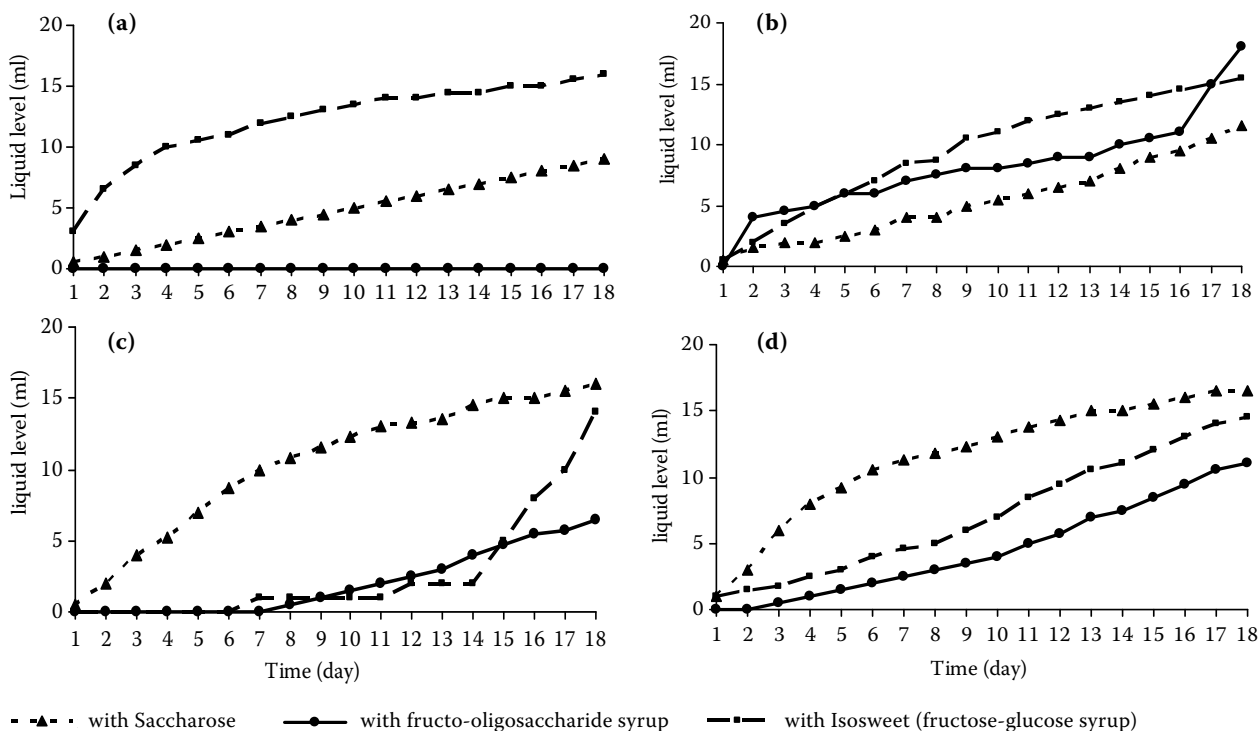 (a)
Liquid level (ml)
20
15
10
5
0
1 2 3 4 5 6 7 8 9 10 11 12 13 14 15 16 17 18
(b)
liquid level (ml)
20
15
10
5
0
1 2 3 4 5 6 7 8 9 10 11 12 13 14 15 16 17 18
(c)
liquid level (ml)
20
15
10
5
0
1 2 3 4 5 6 7 8 9 10 11 12 13 14 15 16 17 18
Time (day)
(d)
liquid level (ml)
20
15
10
5
0
1 2 3 4 5 6 7 8 9 10 11 12 13 14 15 16 17 18
Time (day)
with Saccharose with fructo-oligosaccharide syrup with Isosweet (fructose-glucose syrup)